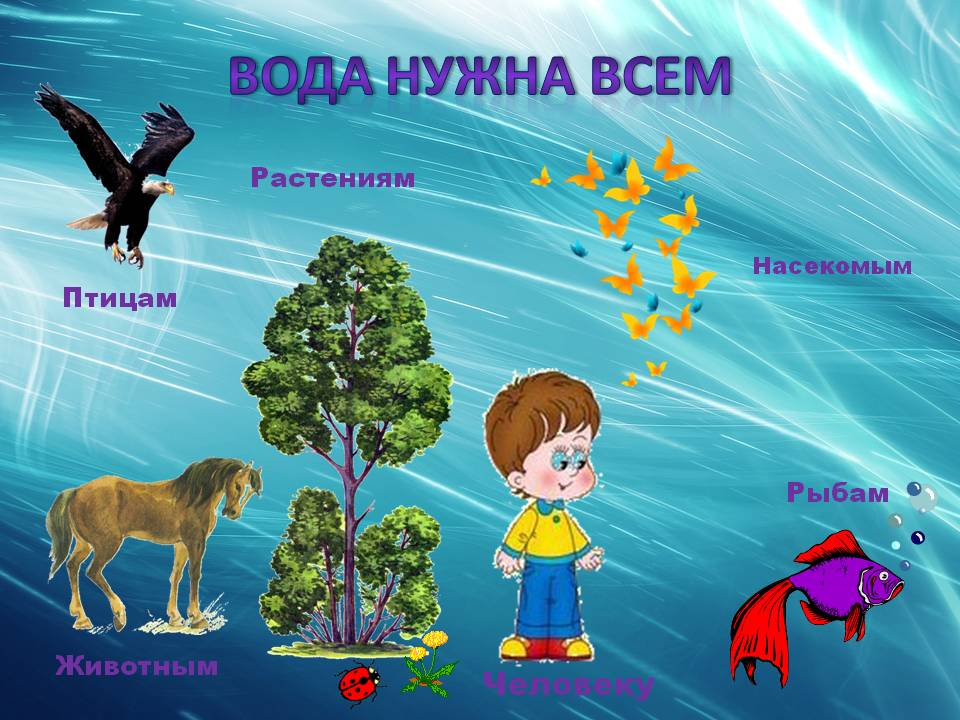 ВОДА НУЖНА ВСЕМ
Растениям
Насекомым
Птицам
Рыбам
Животным
Человеку